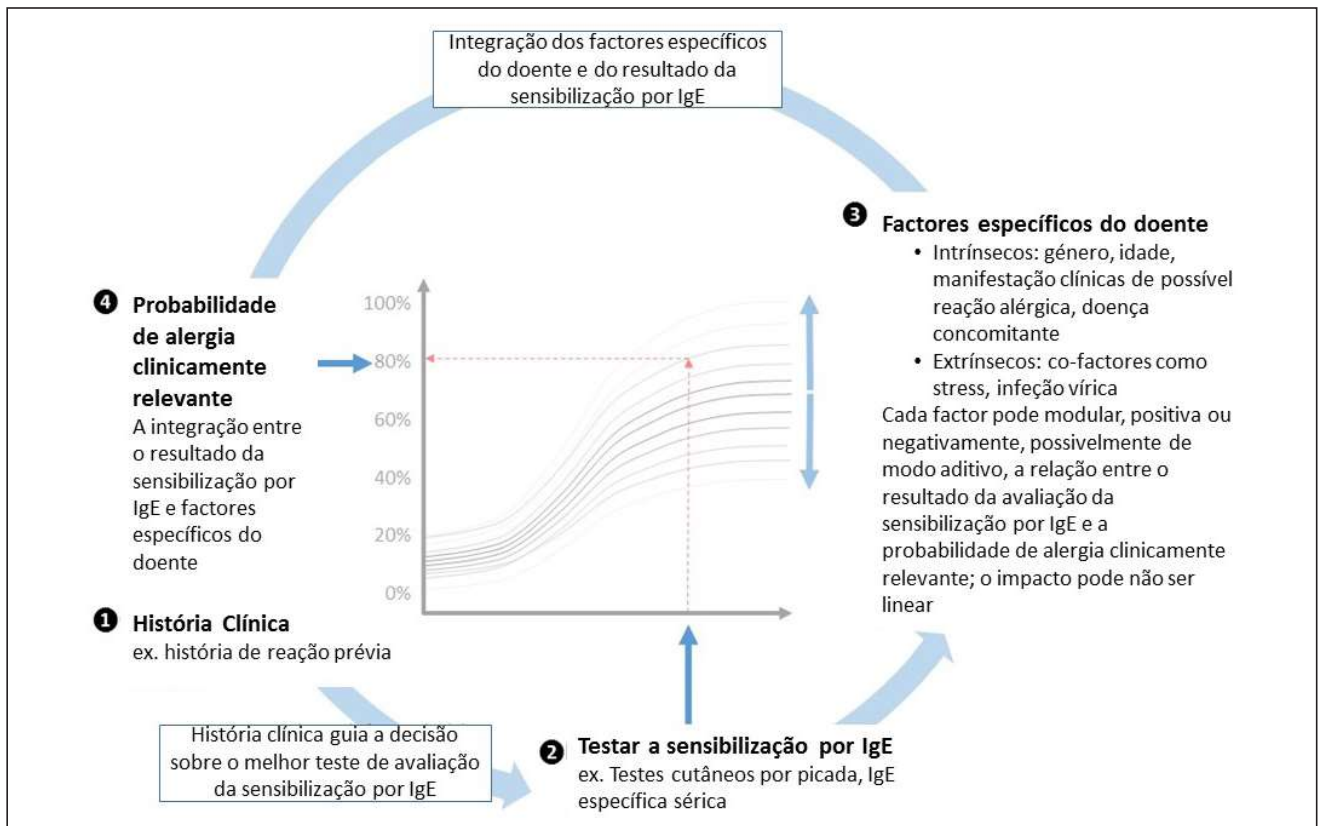 Integração dos factores específicos
do doente e do resultado da
sensibilização por IgE
❹ Probabilidade
de alergia
clinicamente
relevante
A integração entre
o resultado da
sensibilização por
IgE e factores
específicos do
doente
100%
80%
60%
40%
20%
0%
❸ Factores específicos do doente
• Intrínsecos: género, idade,
manifestação clínicas de possível
reação alérgica, doença
concomitante
• Extrínsecos: co-factores como
stress, infeção vírica
Cada factor pode modular, positiva ou
negativamente, possivelmente de
modo aditivo, a relação entre o
resultado da avaliação da
sensibilização por IgE e a
probabilidade de alergia clinicamente
relevante; o impacto pode não ser
linear
❶ História Clínica
ex. história de reação prévia
História clínica guia a decisão
sobre o melhor teste de avaliação
da sensibilização por IgE
❷ Testar a sensibilização por IgE
ex. Testes cutâneos por picada, IgE
específica sérica